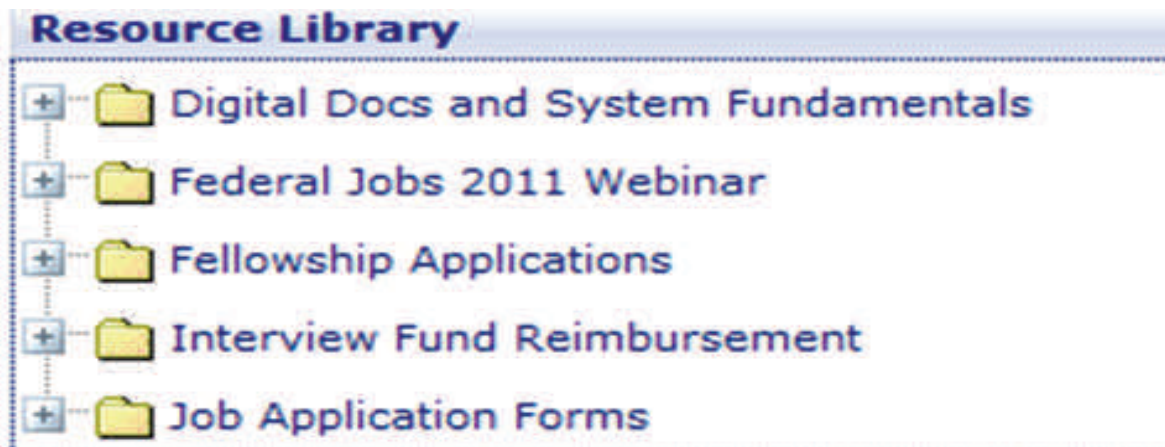 Resource Library
Digital Docs and System Fundamentals
Federal Jobs 2011 Webinar
Fellowship Applications
Interview Fund Reimbursement
Job Application Forms